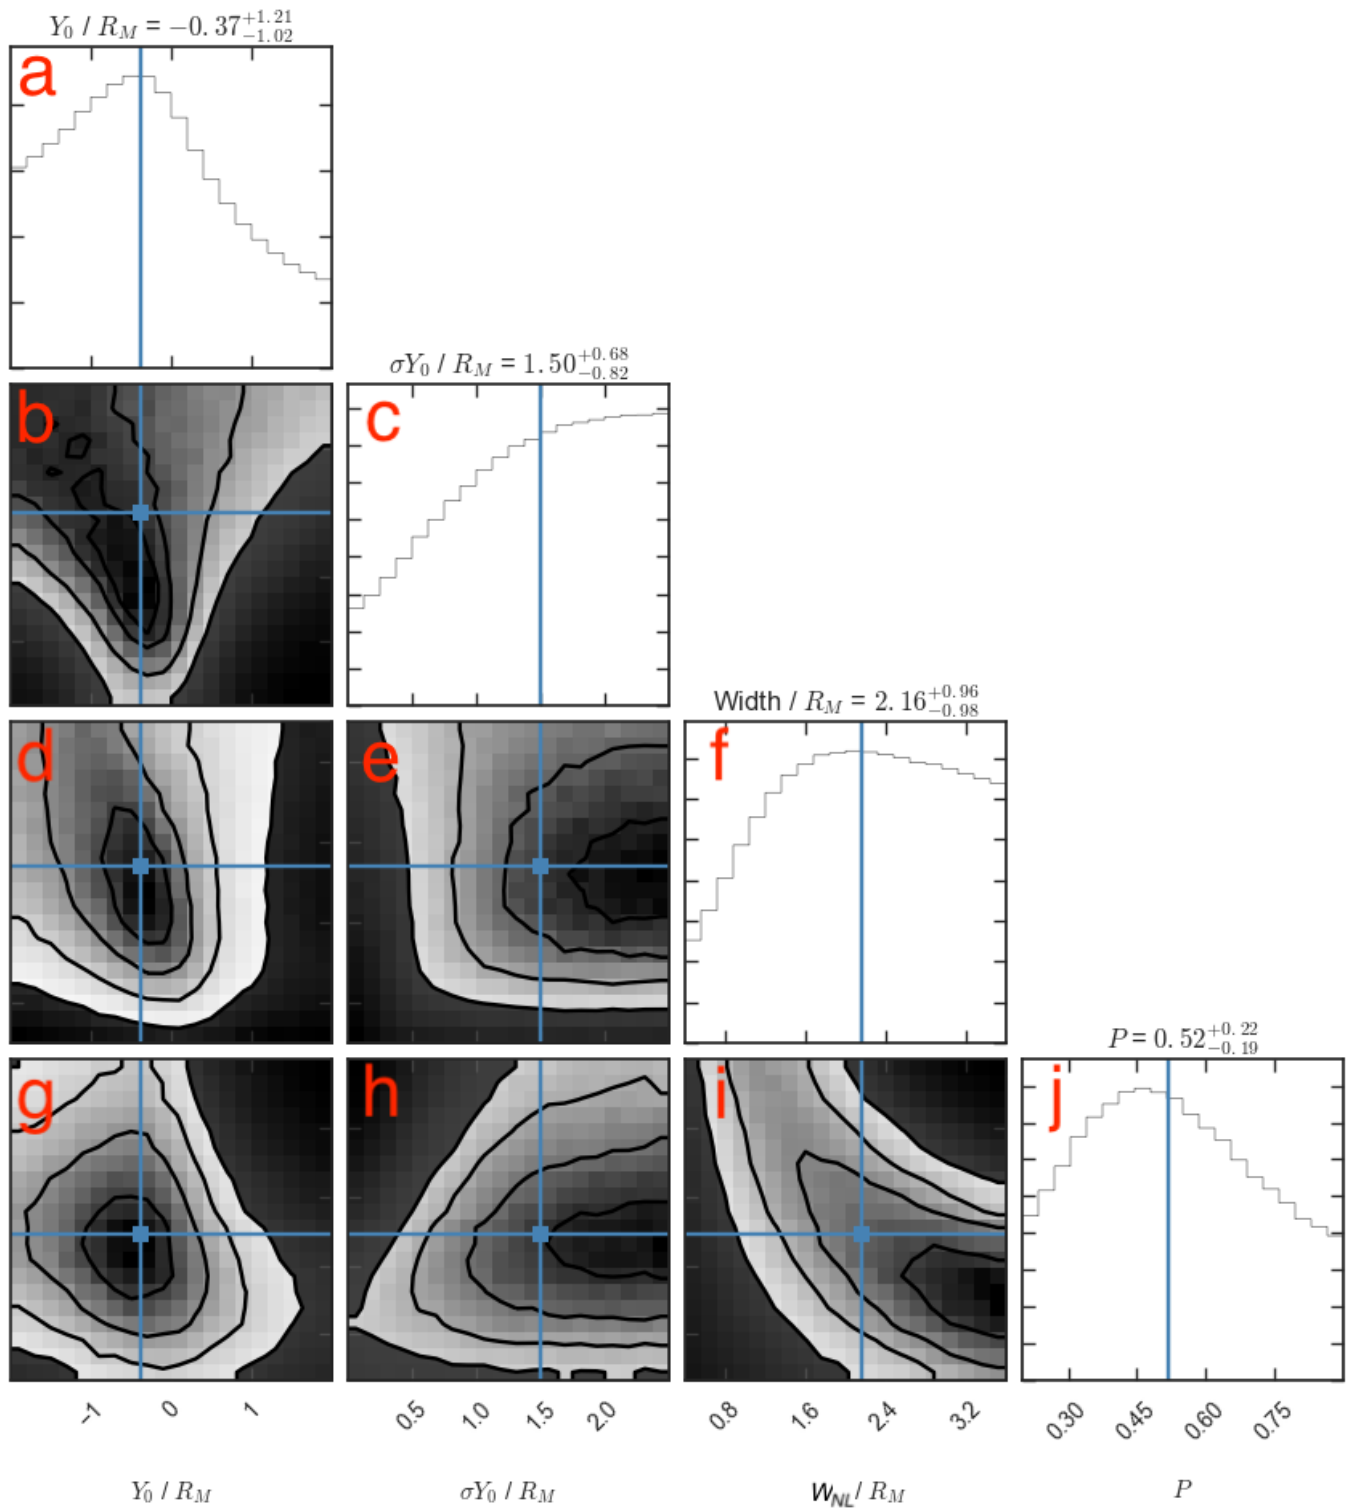 Y₀ / R_M = −0.37 +1.21 −1.02
a
σY₀ / R_M = 1.50 +0.68 −0.82
b
c
Width / R_M = 2.16 +0.96 −0.98
d
e
f
P = 0.52 +0.22 −0.19
g
h
i
j
−1 0 1 0.5 1.0 1.5 2.0 0.8 1.6 2.4 3.2 0.30 0.45 0.60 0.75
Y₀ / R_M σY₀ / R_M W_NL / R_M P